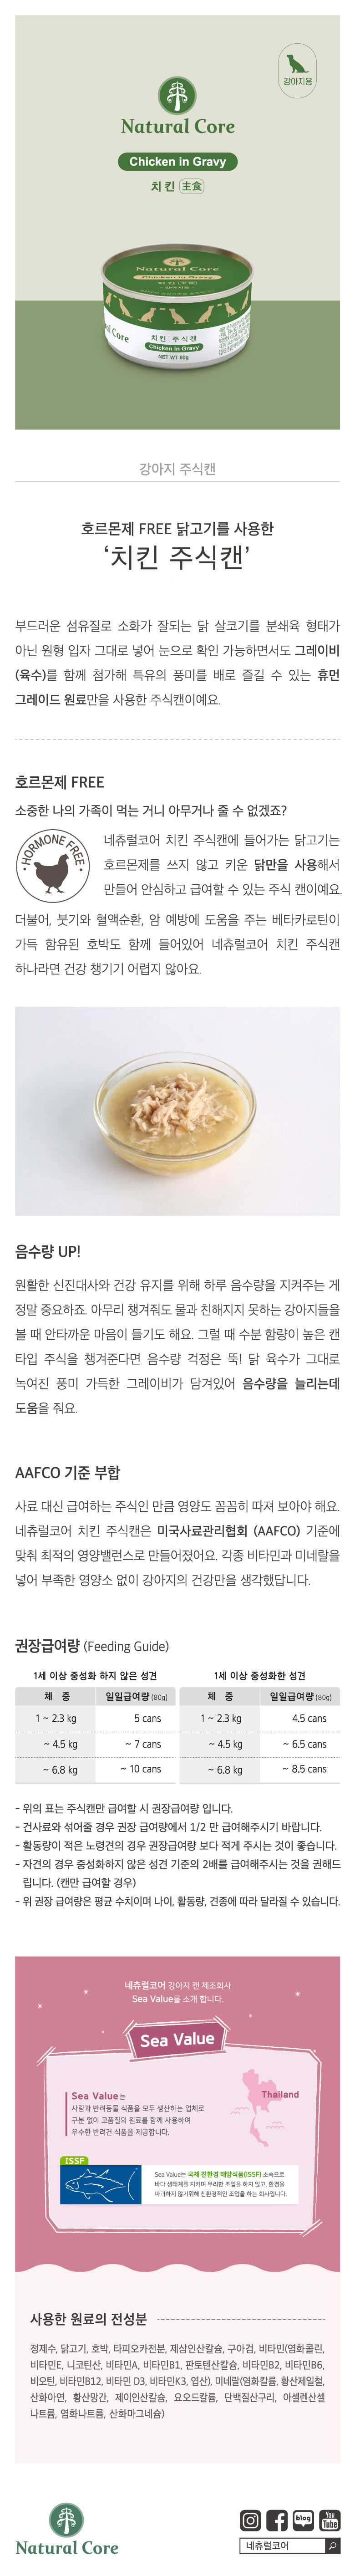 강아지용
Natural Core
Chicken in Gravy
치킨 主食
Natural Core
Chicken in Gravy
치킨 | 주식캔
Chicken in Gravy
NET WT 80g
강아지 주식캔
호르몬제 FREE 닭고기를 사용한
‘치킨 주식캔’
부드러운 섬유질로 소화가 잘되는 닭 살코기를 분쇄육 형태가
아닌 원형 입자 그대로 넣어 눈으로 확인 가능하면서도 그레이비
(육수)를 함께 첨가해 특유의 풍미를 배로 즐길 수 있는 휴먼
그레이드 원료만을 사용한 주식캔이예요.
호르몬제 FREE
소중한 나의 가족이 먹는 거니 아무거나 줄 수 없겠죠?
HORMONE FREE
네츄럴코어 치킨 주식캔에 들어가는 닭고기는
호르몬제를 쓰지 않고 키운 닭만을 사용해서
만들어 안심하고 급여할 수 있는 주식 캔이예요.
더불어, 붓기와 혈액순환, 암 예방에 도움을 주는 베타카로틴이
가득 함유된 호박도 함께 들어있어 네츄럴코어 치킨 주식캔
하나라면 건강 챙기기 어렵지 않아요.
음수량 UP!
원활한 신진대사와 건강 유지를 위해 하루 음수량을 지켜주는 게
정말 중요하죠. 아무리 챙겨줘도 물과 친해지지 못하는 강아지들을
볼 때 안타까운 마음이 들기도 해요. 그럴 때 수분 함량이 높은 캔
타입 주식을 챙겨준다면 음수량 걱정은 뚝! 닭 육수가 그대로
녹여진 풍미 가득한 그레이비가 담겨있어 음수량을 늘리는데
도움을 줘요.
AAFCO 기준 부합
사료 대신 급여하는 주식인 만큼 영양도 꼼꼼히 따져 보아야 해요.
네츄럴코어 치킨 주식캔은 미국사료관리협회 (AAFCO) 기준에
맞춰 최적의 영양밸런스로 만들어졌어요. 각종 비타민과 미네랄을
넣어 부족한 영양소 없이 강아지의 건강만을 생각했답니다.
권장급여량 (Feeding Guide)
1세 이상 중성화 하지 않은 성견
체 중 일일급여량 (80g)
1 ~ 2.3 kg 5 cans
~ 4.5 kg ~ 7 cans
~ 6.8 kg ~ 10 cans
1세 이상 중성화한 성견
체 중 일일급여량 (80g)
1 ~ 2.3 kg 4.5 cans
~ 4.5 kg ~ 6.5 cans
~ 6.8 kg ~ 8.5 cans
- 위의 표는 주식캔만 급여할 시 권장급여량 입니다.
- 건사료와 섞어줄 경우 권장 급여량에서 1/2 만 급여해주시기 바랍니다.
- 활동량이 적은 노령견의 경우 권장급여량 보다 적게 주시는 것이 좋습니다.
- 자견의 경우 중성화하지 않은 성견 기준의 2배를 급여해주시는 것을 권해드
립니다. (캔만 급여할 경우)
- 위 권장 급여량은 평균 수치이며 나이, 활동량, 견종에 따라 달라질 수 있습니다.
네츄럴코어 강아지 캔 제조회사
Sea Value를 소개 합니다.
Sea Value
Sea Value는
사람과 반려동물 식품을 모두 생산하는 업체로
구분 없이 고품질의 원료를 함께 사용하여
우수한 반려견 식품을 제공합니다.
Thailand
ISSF
Sea Value는 국제 친환경 해양식품(ISSF) 소속으로
바다 생태계를 지키며 무리한 조업을 하지 않고, 환경을
파괴하지 않기위해 친환경적인 조업을 하는 회사입니다.
사용한 원료의 전성분
정제수, 닭고기, 호박, 타피오카전분, 제삼인산칼슘, 구아검, 비타민(염화콜린,
비타민E, 니코틴산, 비타민A, 비타민B1, 판토텐산칼슘, 비타민B2, 비타민B6,
비오틴, 비타민B12, 비타민 D3, 비타민K3, 엽산), 미네랄(염화칼륨, 황산제일철,
산화아연, 황산망간, 제이인산칼슘, 요오드칼륨, 단백질산구리, 아셀렌산셀
나트륨, 염화나트륨, 산화마그네슘)
Natural Core
blog
You
Tube
네츄럴코어